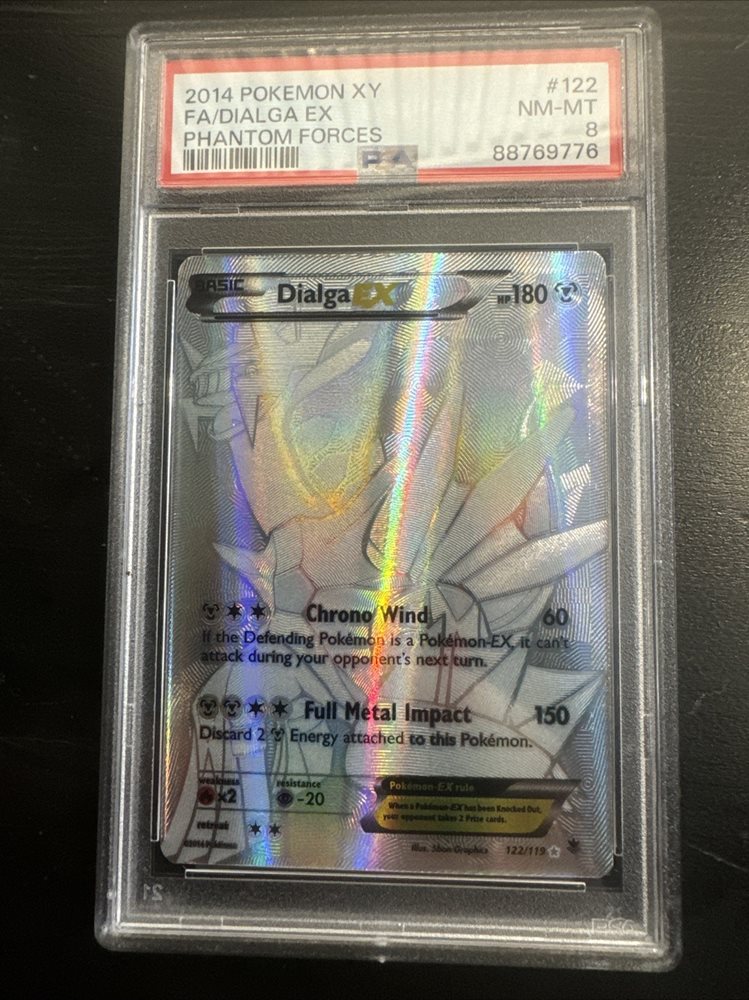 2014 POKEMON XY #122
FA/DIALGA EX NM-MT
PHANTOM FORCES 8
PSA 88769776
BASIC Dialga EX HP180
Chrono Wind 60
If the Defending Pokémon is a Pokémon-EX, it can't
attack during your opponent's next turn.
Full Metal Impact 150
Discard 2 Energy attached to this Pokémon.
weakness resistance Pokémon-EX rule
×2 -20 When a Pokémon-EX has been Knocked Out,
your opponent takes 2 Prize cards.
retreat
©2014 Pokémon Illus. 5ban Graphics 122/119